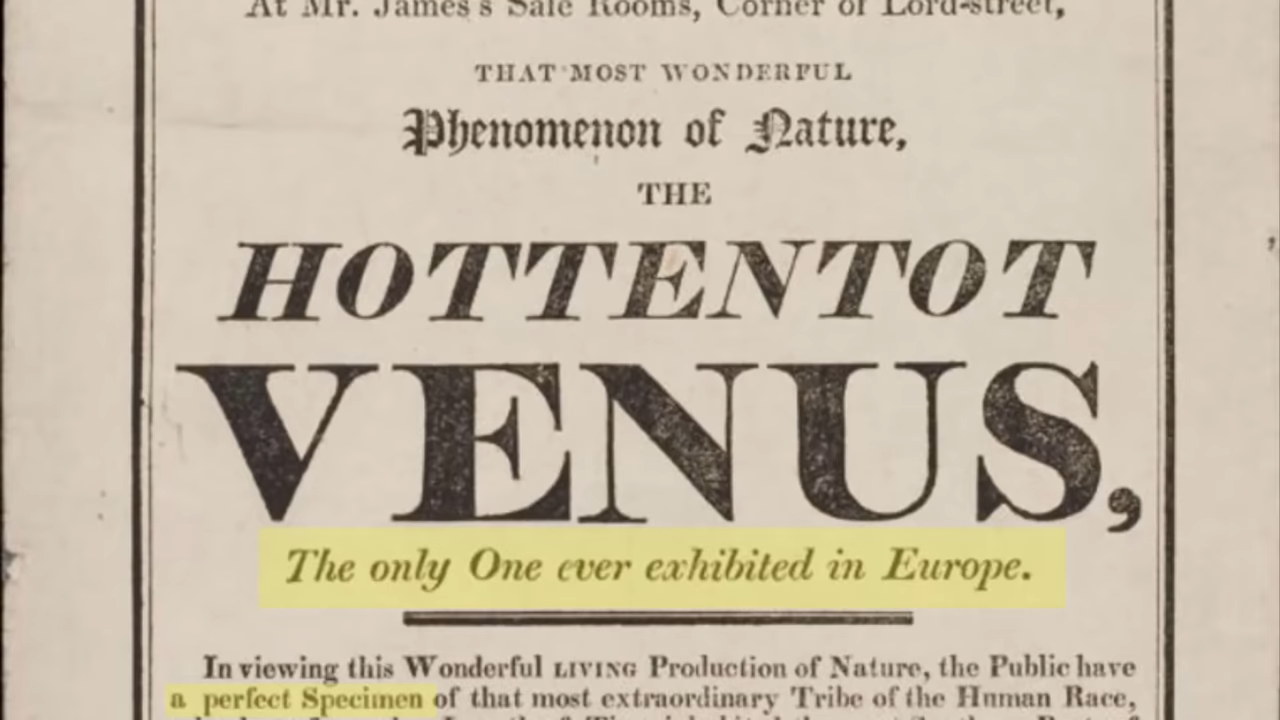 At Mr. James's Sale Rooms, Corner of Lord-street,
THAT MOST WONDERFUL
Phenomenon of Nature,
THE
HOTTENTOT
VENUS,
The only One ever exhibited in Europe.
In viewing this Wonderful LIVING Production of Nature, the Public have
a perfect Specimen of that most extraordinary Tribe of the Human Race,